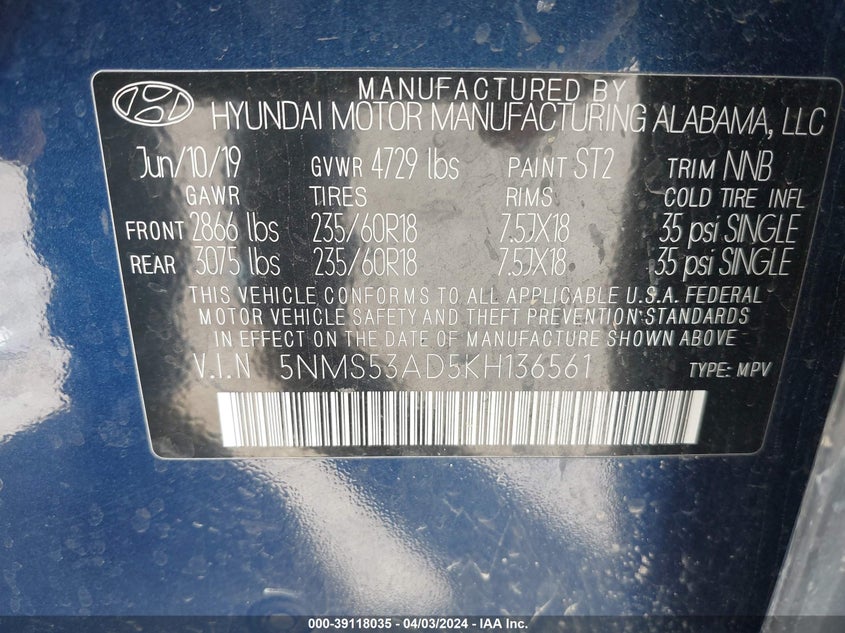 MANUFACTURED BY
HYUNDAI MOTOR MANUFACTURING ALABAMA, LLC
Jun/10/19 GVWR 4729 lbs PAINT ST2 TRIM NNB
GAWR TIRES RIMS COLD TIRE INFL
FRONT 2866 lbs 235/60R18 7.5JX18 35 psi SINGLE
REAR 3075 lbs 235/60R18 7.5JX18 35 psi SINGLE
THIS VEHICLE CONFORMS TO ALL APPLICABLE U.S.A. FEDERAL
MOTOR VEHICLE SAFETY AND THEFT PREVENTION STANDARDS
IN EFFECT ON THE DATE OF MANUFACTURE SHOWN ABOVE
V.I.N 5NMS53AD5KH136561 TYPE: MPV
000-39118035 - 04/03/2024 - IAA Inc.